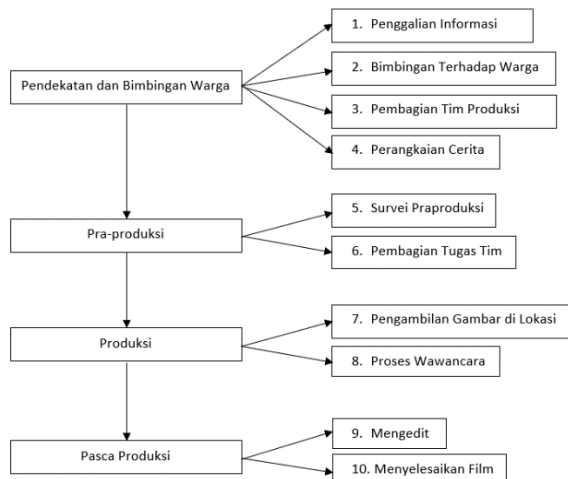 Pendekatan dan Bimbingan Warga
1. Penggalian Informasi
2. Bimbingan Terhadap Warga
3. Pembagian Tim Produksi
4. Perangkaian Cerita
Pra-produksi
5. Survei Praproduksi
6. Pembagian Tugas Tim
Produksi
7. Pengambilan Gambar di Lokasi
8. Proses Wawancara
Pasca Produksi
9. Mengedit
10. Menyelesaikan Film